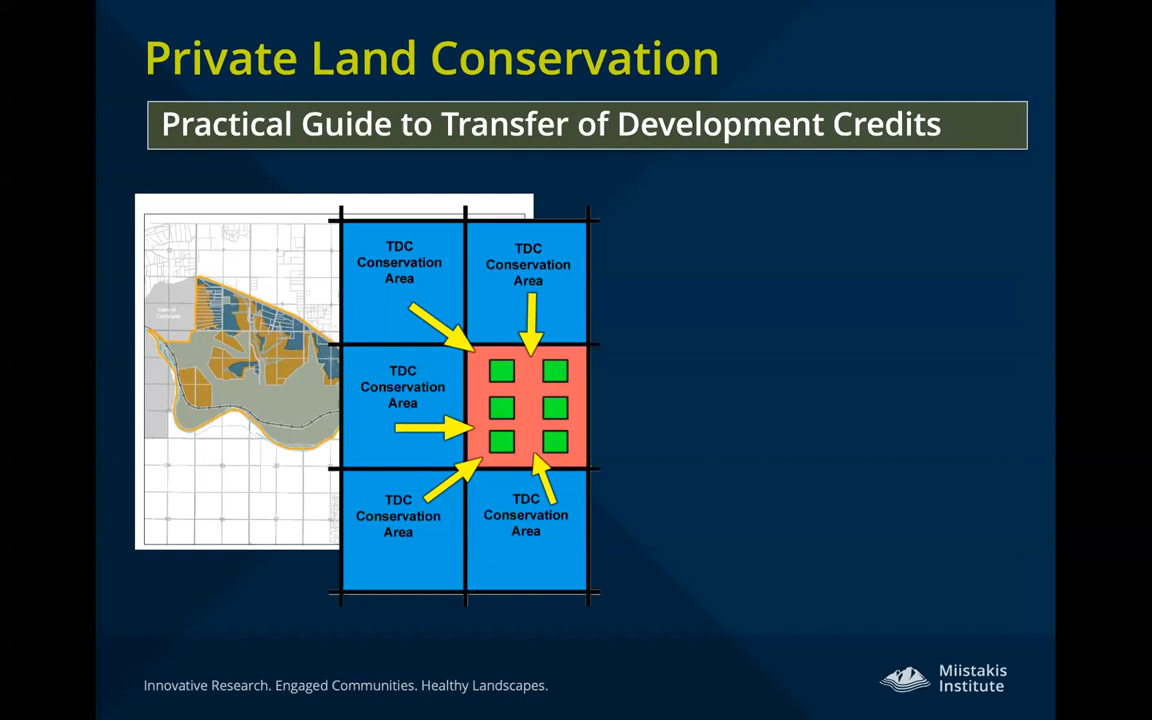 Private Land Conservation
Practical Guide to Transfer of Development Credits
TDC
Conservation
Area
TDC
Conservation
Area
TDC
Conservation
Area
TDC
Conservation
Area
TDC
Conservation
Area
Innovative Research. Engaged Communities. Healthy Landscapes.
Miistakis
Institute